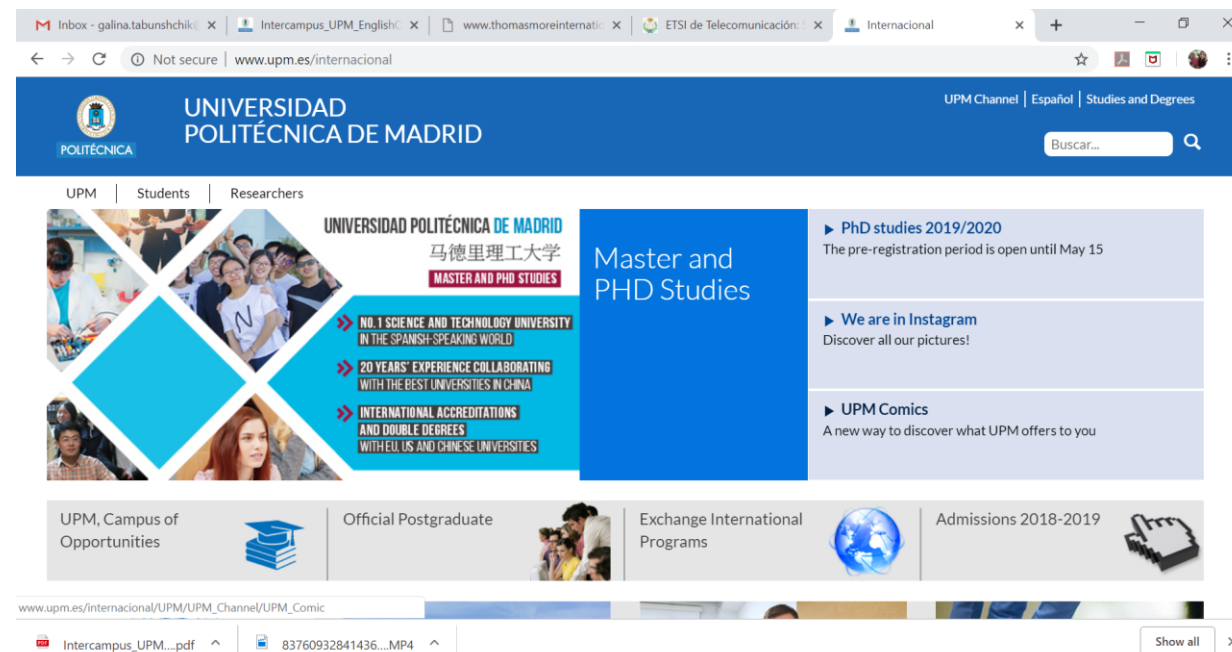 Inbox - galina.tabunshchik@
Intercampus_UPM_EnglishC
www.thomasmoreinternatio
ETSI de Telecomunicación: S
Internacional
Not secure | www.upm.es/internacional
POLITÉCNICA
UNIVERSIDAD
POLITÉCNICA DE MADRID
UPM Channel | Español | Studies and Degrees
Buscar...
UPM | Students | Researchers
UNIVERSIDAD POLITÉCNICA DE MADRID
马德里理工大学
MASTER AND PHD STUDIES
NO. 1 SCIENCE AND TECHNOLOGY UNIVERSITY
IN THE SPANISH-SPEAKING WORLD
20 YEARS' EXPERIENCE COLLABORATING
WITH THE BEST UNIVERSITIES IN CHINA
INTERNATIONAL ACCREDITATIONS
AND DOUBLE DEGREES
WITH EU, US AND CHINESE UNIVERSITIES
Master and
PHD Studies
PhD studies 2019/2020
The pre-registration period is open until May 15
We are in Instagram
Discover all our pictures!
UPM Comics
A new way to discover what UPM offers to you
UPM, Campus of
Opportunities
Official Postgraduate
Exchange International
Programs
Admissions 2018-2019
www.upm.es/internacional/UPM/UPM_Channel/UPM_Comic
Intercampus_UPM....pdf
83760932841436....MP4
Show all